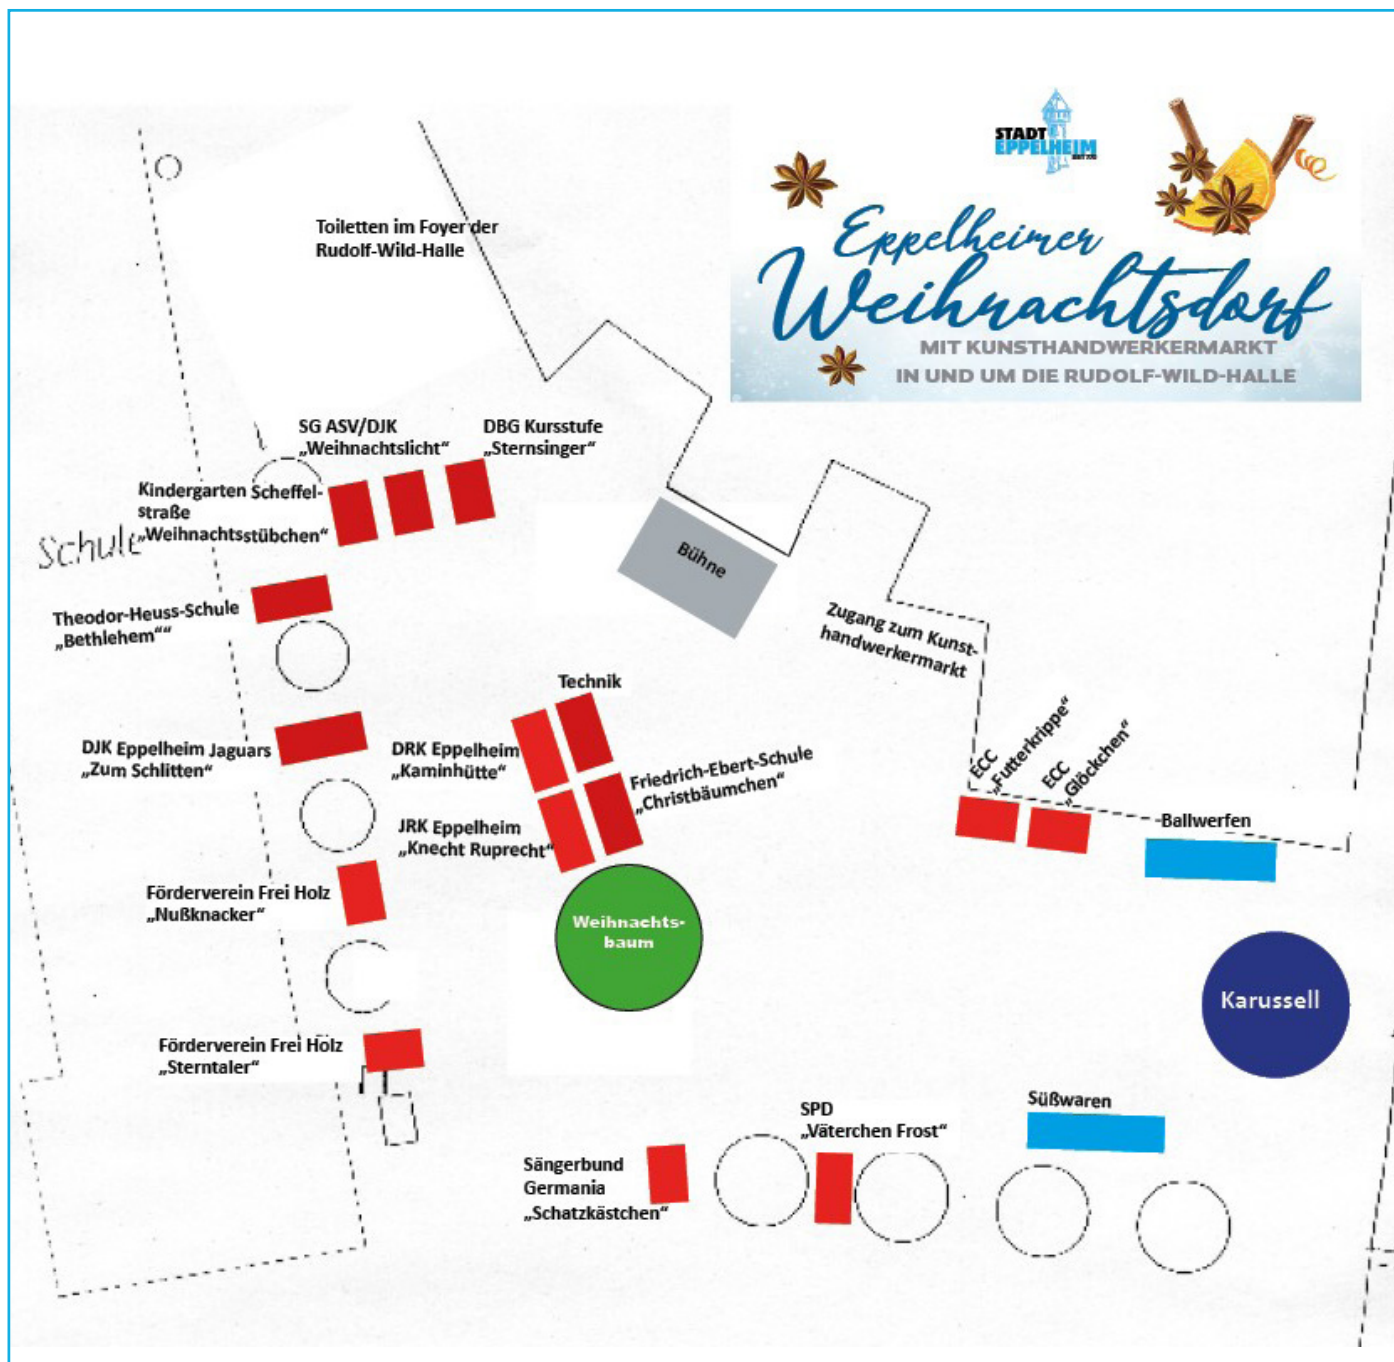 STADT
EPPELHEIM
SEIT 770
Eppelheimer
Weihnachtsdorf
MIT KUNSTHANDWERKERMARKT
IN UND UM DIE RUDOLF-WILD-HALLE
Toiletten im Foyer der
Rudolf-Wild-Halle
SG ASV/DJK
„Weihnachtslicht“
DBG Kursstufe
„Sternsinger“
Kindergarten Scheffel-
straße
„Weihnachtsstübchen“
Schule
Bühne
Theodor-Heuss-Schule
„Bethlehem““
Zugang zum Kunst-
handwerkermarkt
Technik
DJK Eppelheim Jaguars
„Zum Schlitten“
DRK Eppelheim
„Kaminhütte“
Friedrich-Ebert-Schule
„Christbäumchen“
ECC
„Futterkrippe“
ECC
„Glöckchen“
Ballwerfen
JRK Eppelheim
„Knecht Ruprecht“
Förderverein Frei Holz
„Nußknacker“
Weihnachts-
baum
Karussell
Förderverein Frei Holz
„Sterntaler“
Süßwaren
SPD
„Väterchen Frost“
Sängerbund
Germania
„Schatzkästchen“